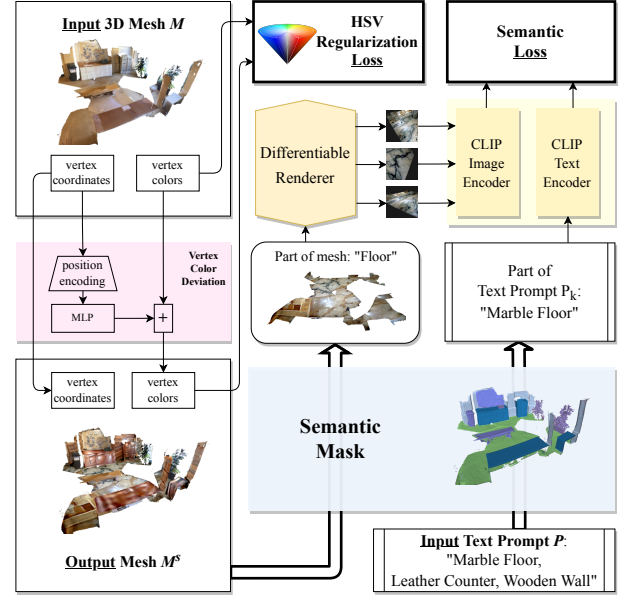 Input 3D Mesh M
vertex
coordinates
vertex
colors
HSV
Regularization
Loss
Semantic
Loss
Differentiable
Renderer
CLIP
Image
Encoder
CLIP
Text
Encoder
position
encoding
MLP
+
Vertex
Color
Deviation
Part of mesh: "Floor"
Part of
Text Prompt Pk:
"Marble Floor"
vertex
coordinates
vertex
colors
Output Mesh Mˢ
Semantic
Mask
Input Text Prompt P:
"Marble Floor,
Leather Counter, Wooden Wall"